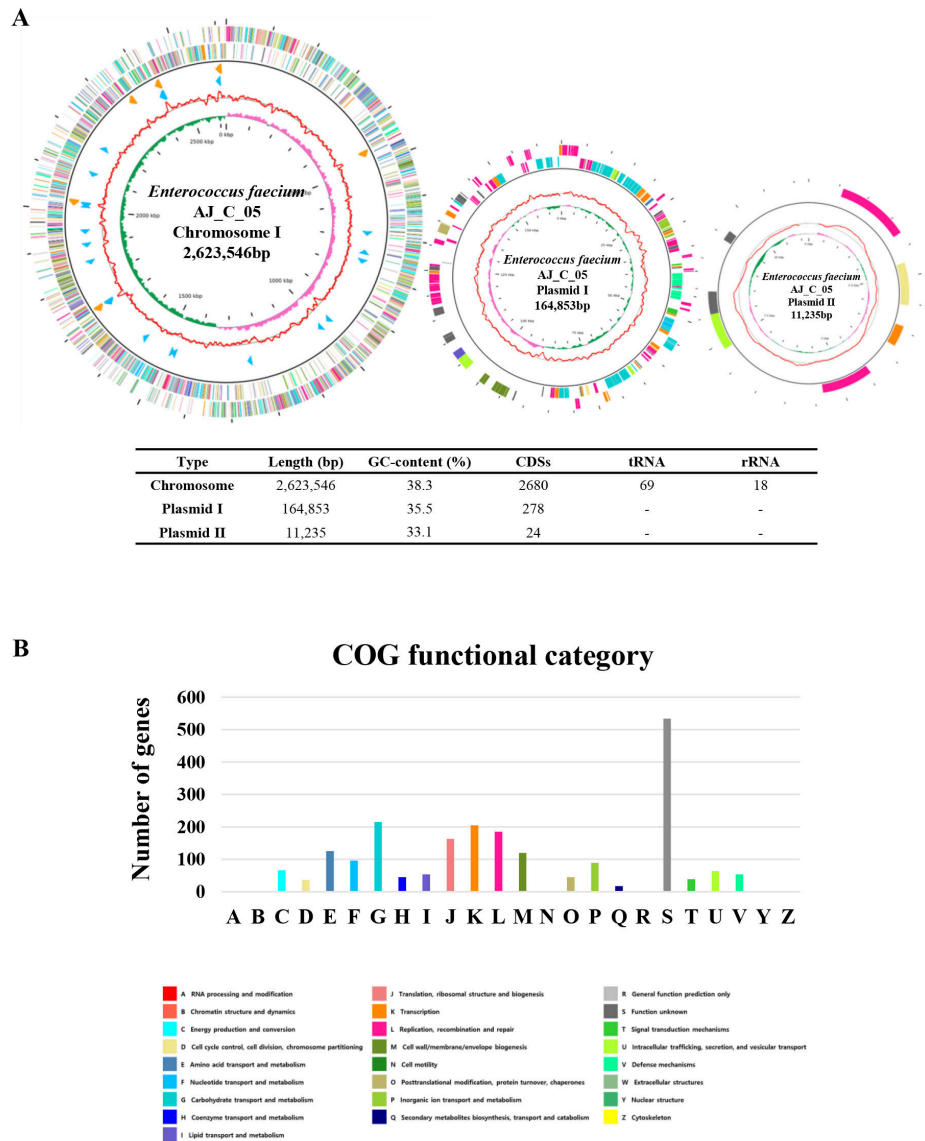 A
0 kbp
2500 kbp
Enterococcus faecium
AJ_C_05
Chromosome I
2,623,546bp
2000 kbp
1000 kbp
1500 kbp
Enterococcus faecium
AJ_C_05
Plasmid I
164,853bp
Enterococcus faecium
AJ_C_05
Plasmid II
11,235bp
Type Length (bp) GC-content (%) CDSs tRNA rRNA
Chromosome 2,623,546 38.3 2680 69 18
Plasmid I 164,853 35.5 278 - -
Plasmid II 11,235 33.1 24 - -
B
COG functional category
Number of genes
600
500
400
300
200
100
0
A B C D E F G H I J K L M N O P Q R S T U V Y Z
A RNA processing and modification
B Chromatin structure and dynamics
C Energy production and conversion
D Cell cycle control, cell division, chromosome partitioning
E Amino acid transport and metabolism
F Nucleotide transport and metabolism
G Carbohydrate transport and metabolism
H Coenzyme transport and metabolism
I Lipid transport and metabolism
J Translation, ribosomal structure and biogenesis
K Transcription
L Replication, recombination and repair
M Cell wall/membrane/envelope biogenesis
N Cell motility
O Posttranslational modification, protein turnover, chaperones
P Inorganic ion transport and metabolism
Q Secondary metabolites biosynthesis, transport and catabolism
R General function prediction only
S Function unknown
T Signal transduction mechanisms
U Intracellular trafficking, secretion, and vesicular transport
V Defense mechanisms
W Extracellular structures
Y Nuclear structure
Z Cytoskeleton